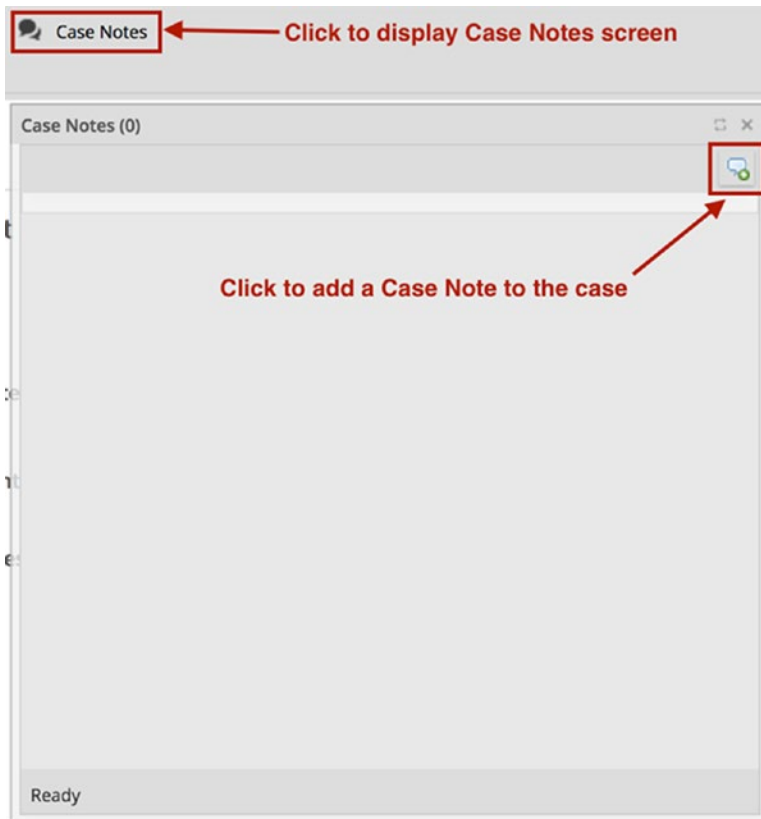 Case Notes
Click to display Case Notes screen
Case Notes (0)
Click to add a Case Note to the case
Ready